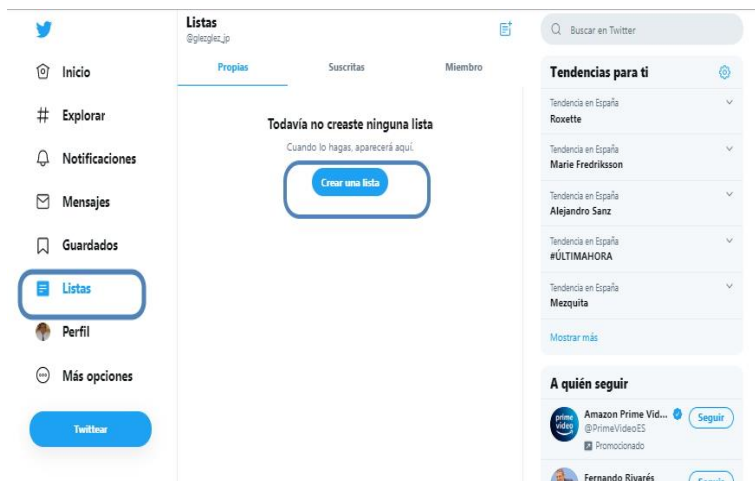 Inicio
Explorar
Notificaciones
Mensajes
Guardados
Listas
Perfil
Más opciones
Twittear
Listas
@glezglez_jp
Propias Suscritas Miembro
Todavía no creaste ninguna lista
Cuando lo hagas, aparecerá aquí.
Crear una lista
Buscar en Twitter
Tendencias para ti
Tendencia en España
Roxette
Tendencia en España
Marie Fredriksson
Tendencia en España
Alejandro Sanz
Tendencia en España
#ÚLTIMAHORA
Tendencia en España
Mezquita
Mostrar más
A quién seguir
prime
video
Amazon Prime Vid...
@PrimeVideoES
Promocionado
Seguir
Fernando Rivarés
Seguir